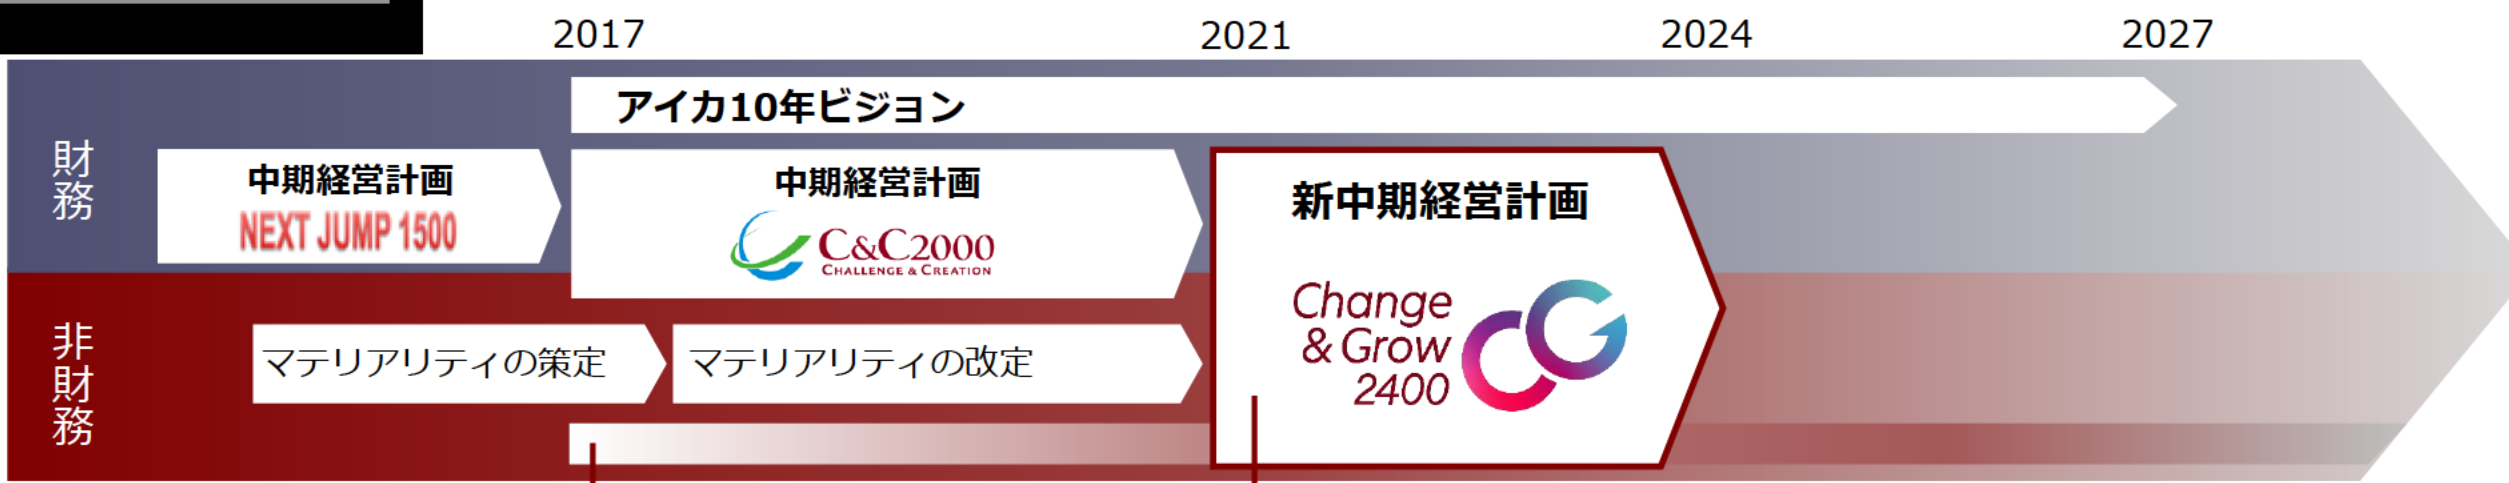 2017
2021
2024
2027
アイカ10年ビジョン
財務
中期経営計画
NEXT JUMP 1500
中期経営計画
C&C2000
CHALLENGE & CREATION
新中期経営計画
Change
& Grow
2400
CG
非財務
マテリアリティの策定
マテリアリティの改定